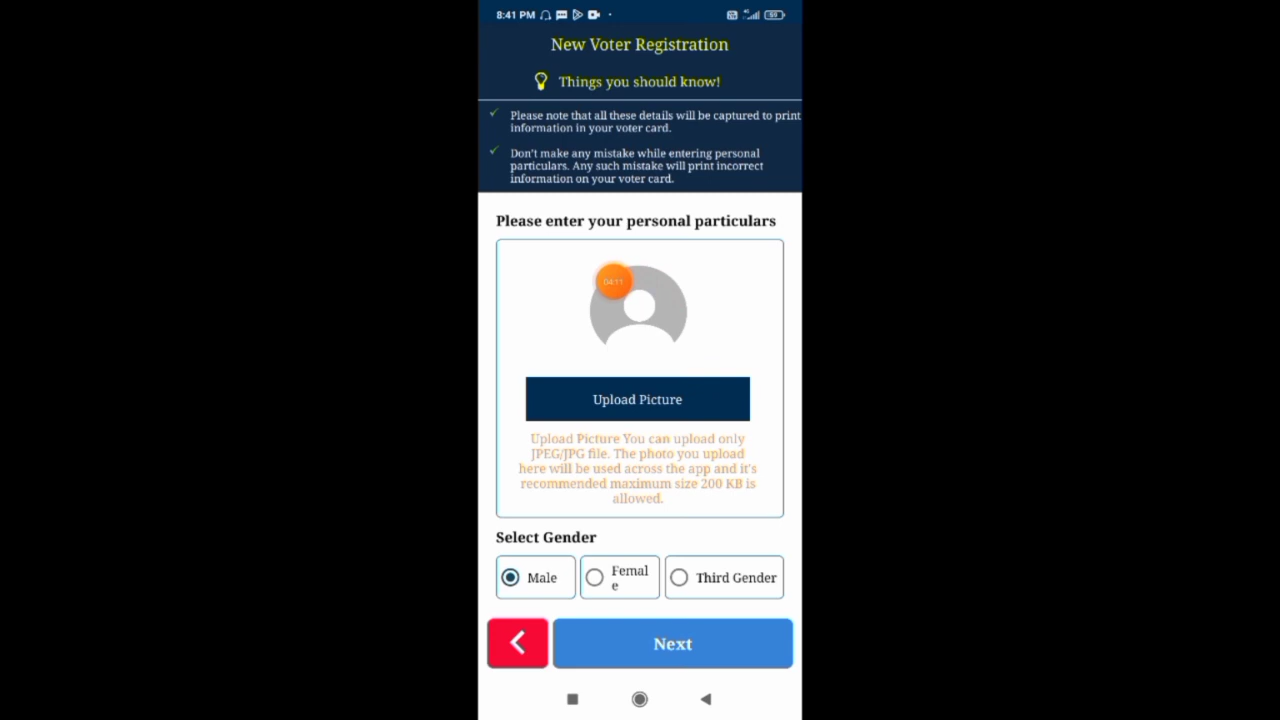 8:41 PM
New Voter Registration
Things you should know!
Please note that all these details will be captured to print
information in your voter card.
Don't make any mistake while entering personal
particulars. Any such mistake will print incorrect
information on your voter card.
Please enter your personal particulars
04:11
Upload Picture
Upload Picture You can upload only
JPEG/JPG file. The photo you upload
here will be used across the app and it's
recommended maximum size 200 KB is
allowed.
Select Gender
Male
Femal
e
Third Gender
Next